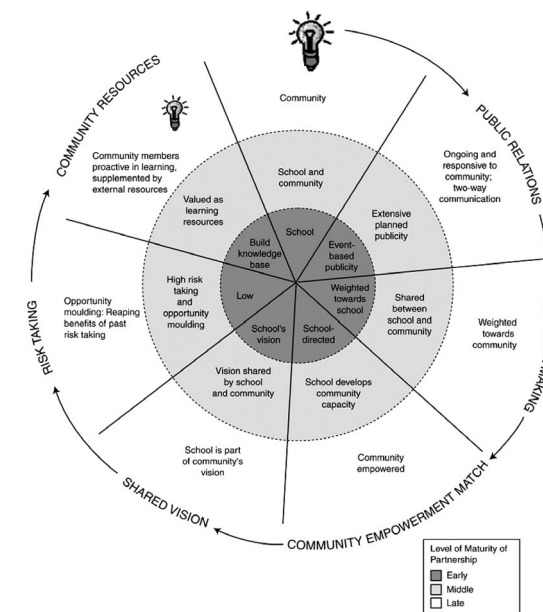 Community
COMMUNITY RESOURCES
PUBLIC RELATIONS
Community members
proactive in learning,
supplemented by
external resources
Ongoing and
responsive to
community;
two-way
communication
School and
community
Valued as
learning
resources
Extensive
planned
publicity
School
Build
knowledge
base
Event-
based
publicity
High risk
taking
and
opportunity
moulding
Low
Weighted
towards
school
Shared
between
school and
community
Opportunity
moulding: Reaping
benefits of past
risk taking
Weighted
towards
community
RISK TAKING
MAKING
School's
vision
School-
directed
Vision shared
by school
and community
School develops
community
capacity
School is part
of community's
vision
Community
empowered
SHARED VISION
COMMUNITY EMPOWERMENT MATCH
Level of Maturity of
Partnership
Early
Middle
Late